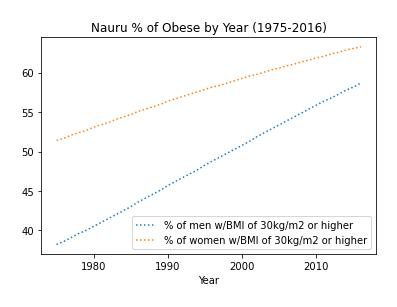 Nauru % of Obese by Year (1975-2016)
60
55
50
45
40
% of men w/BMI of 30kg/m2 or higher
% of women w/BMI of 30kg/m2 or higher
1980 1990 2000 2010
Year